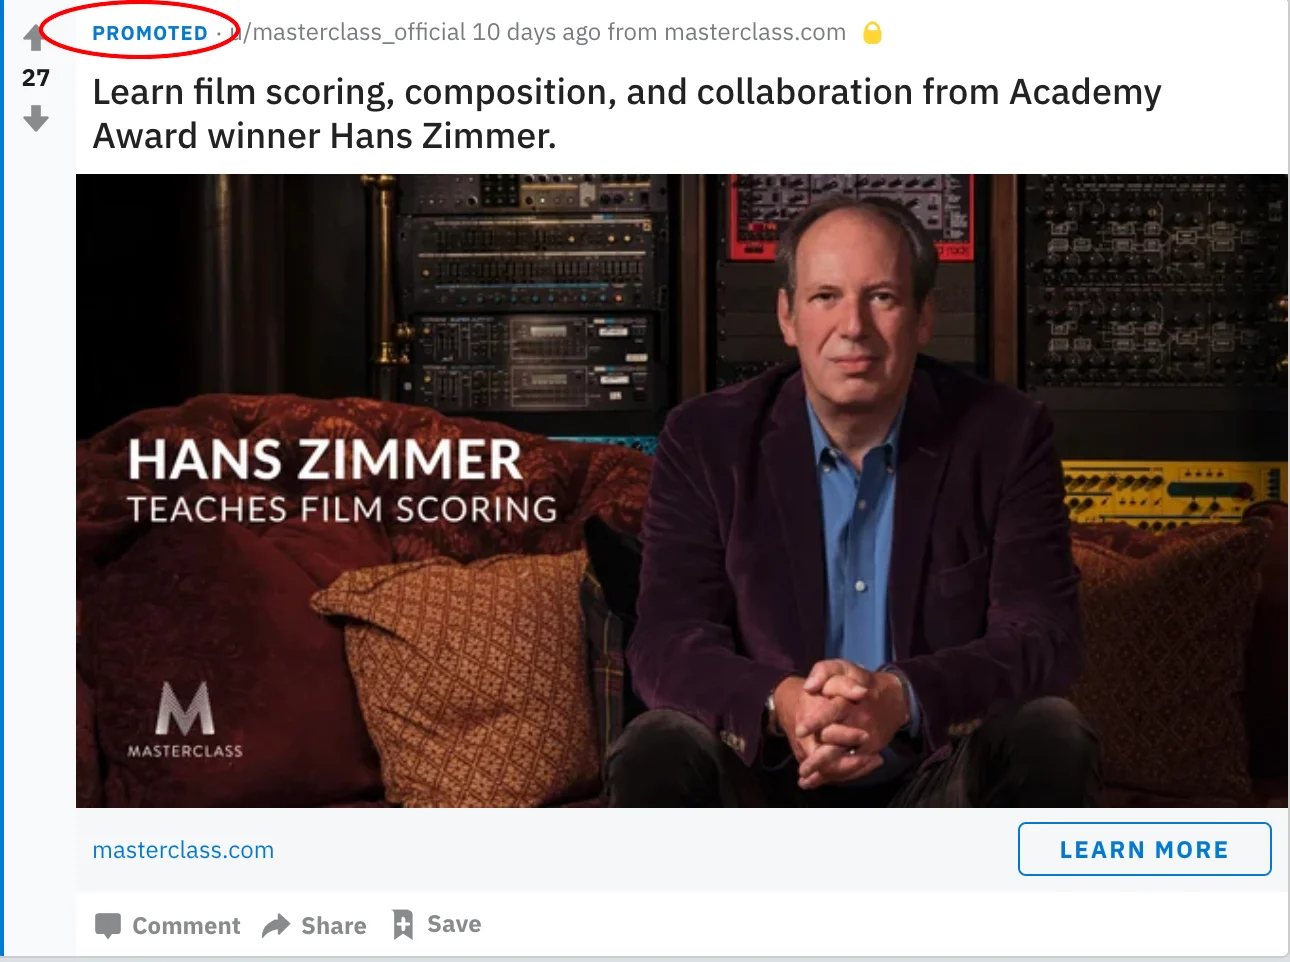 PROMOTED · u/masterclass_official 10 days ago from masterclass.com
27
Learn film scoring, composition, and collaboration from Academy
Award winner Hans Zimmer.
HANS ZIMMER
TEACHES FILM SCORING
M
MASTERCLASS
masterclass.com
LEARN MORE
Comment Share Save